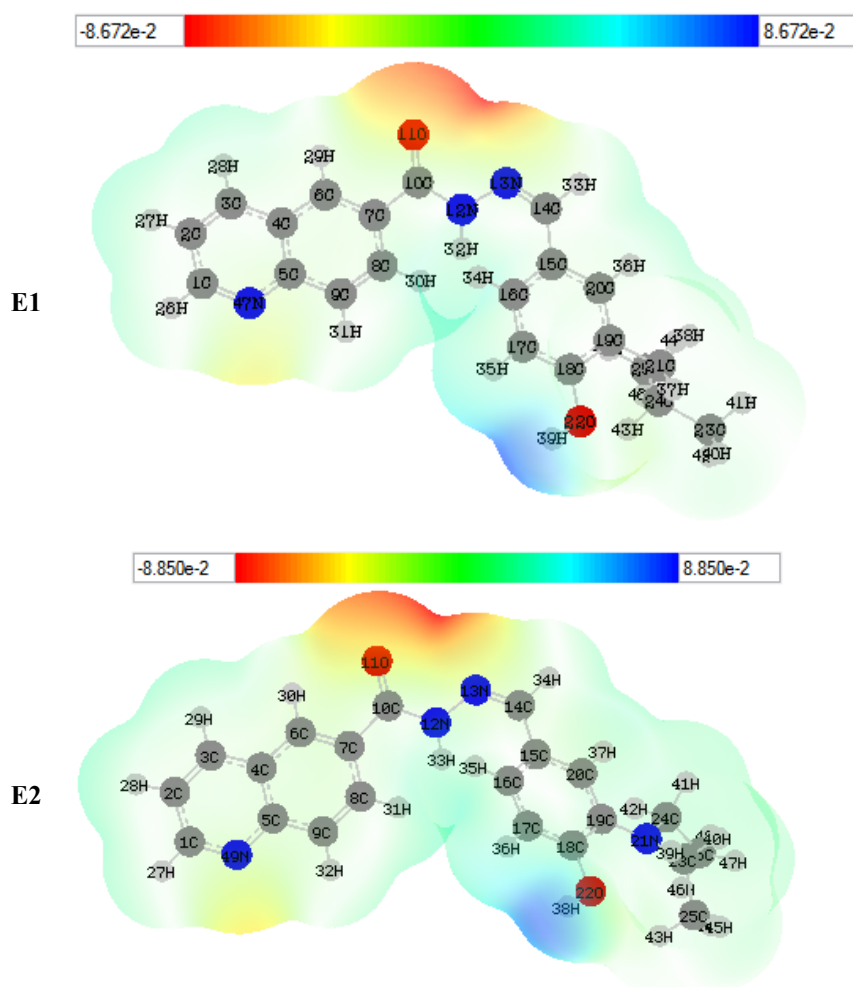 -8.672e-2 8.672e-2
11O
29H
28H 10C 13N 33H
6C
3C 12N 14C
7C
27H 4C
2C 32H
15C 36H
8C 34H
1C 5C 30H 16C 20C
26H 47N 9C
E1
31H 17C 19C 38H
35H 18C 21C
37H
41H
22O 43H 23C
39H
-8.850e-2 8.850e-2
11O
13N 34H
30H 10C 14C
29H 12N
6C
3C 7C 33H 15C 37H
35H
28H 4C 16C 20C 41H
2C 8C 42H 24C
E2
31H 17C 19C
5C 40H
1C 9C 36H 18C 21N 39H
49N 47H
27H 32H
22O 46H
38H
25C
43H 45H